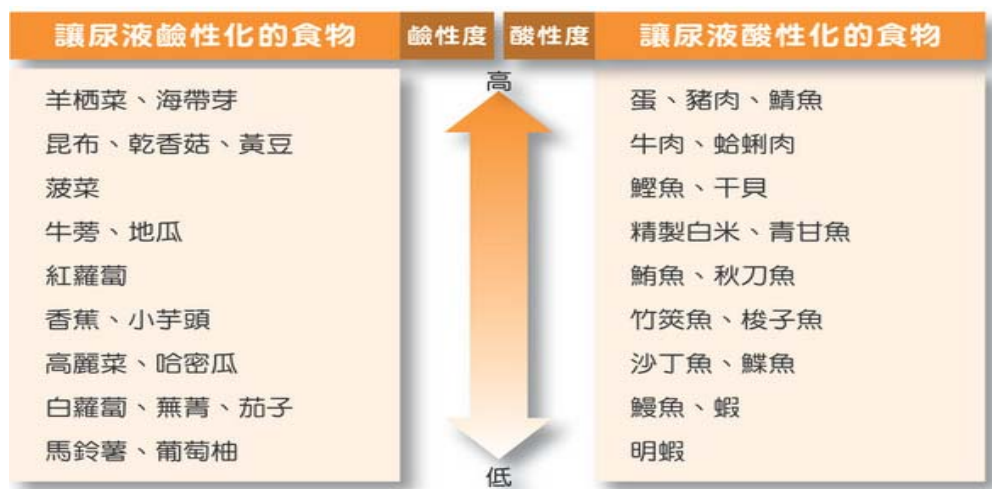 讓尿液鹼性化的食物
鹼性度
酸性度
讓尿液酸性化的食物
高
羊栖菜、海帶芽
昆布、乾香菇、黃豆
菠菜
牛蒡、地瓜
紅蘿蔔
香蕉、小芋頭
高麗菜、哈密瓜
白蘿蔔、蕪菁、茄子
馬鈴薯、葡萄柚
蛋、豬肉、鯖魚
牛肉、蛤蜊肉
鰹魚、干貝
精製白米、青甘魚
鮪魚、秋刀魚
竹筴魚、梭子魚
沙丁魚、鰈魚
鰻魚、蝦
明蝦
低